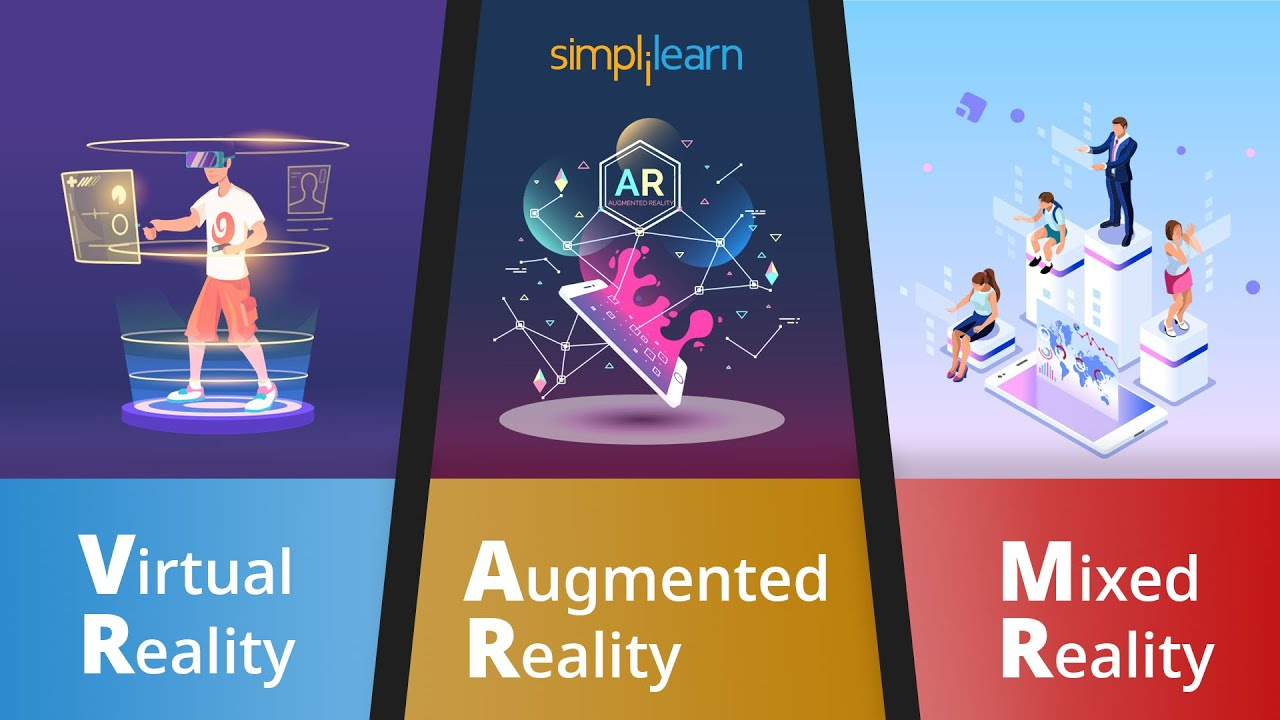 simplilearn
AR
AUGMENTED REALITY
Virtual
Reality
Augmented
Reality
Mixed
Reality